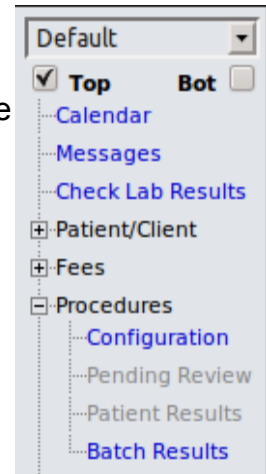 Default
Top Bot
e
Calendar
Messages
Check Lab Results
Patient/Client
Fees
Procedures
Configuration
Pending Review
Patient Results
Batch Results